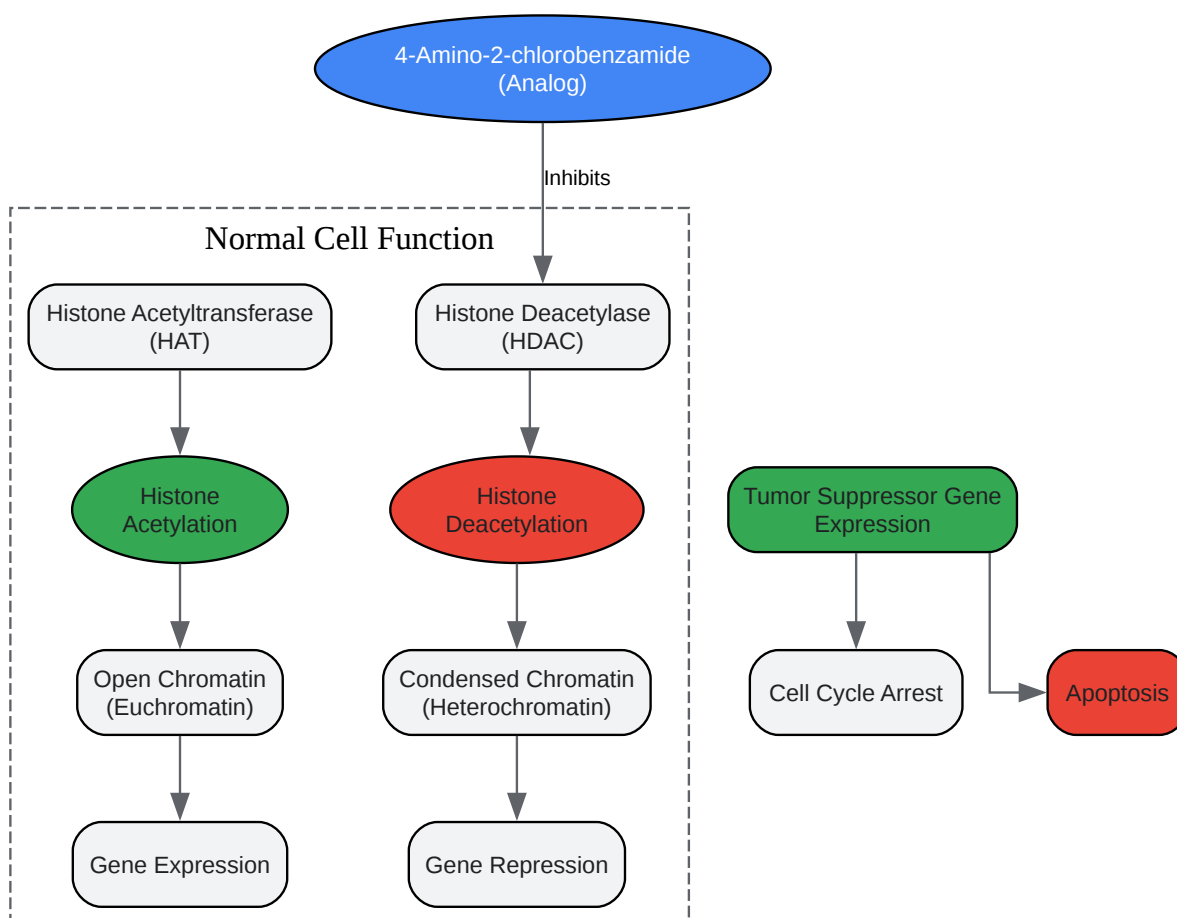 4-Amino-2-chlorobenzamide
(Analog)
Inhibits
Normal Cell Function
Histone Acetyltransferase
(HAT)
Histone Deacetylase
(HDAC)
Histone
Acetylation
Histone
Deacetylation
Tumor Suppressor Gene
Expression
Open Chromatin
(Euchromatin)
Condensed Chromatin
(Heterochromatin)
Cell Cycle Arrest
Apoptosis
Gene Expression
Gene Repression